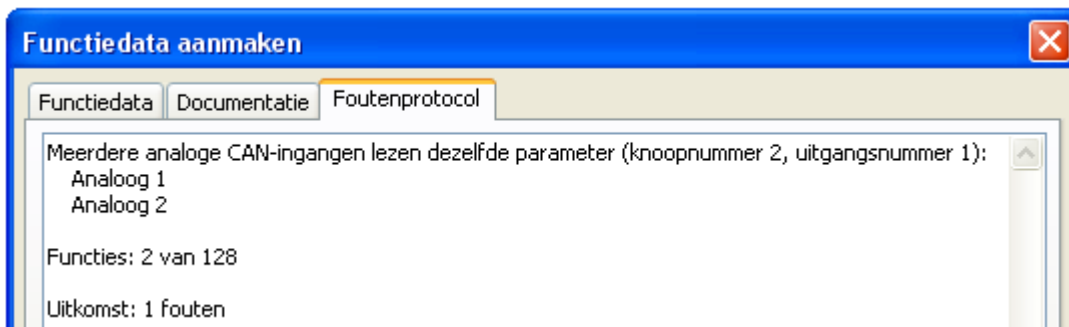 Functiedata aanmaken
Functiedata Documentatie Foutenprotocol
Meerdere analoge CAN-ingangen lezen dezelfde parameter (knoopnummer 2, uitgangsnummer 1):
Analoog 1
Analoog 2
Functies: 2 van 128
Uitkomst: 1 fouten